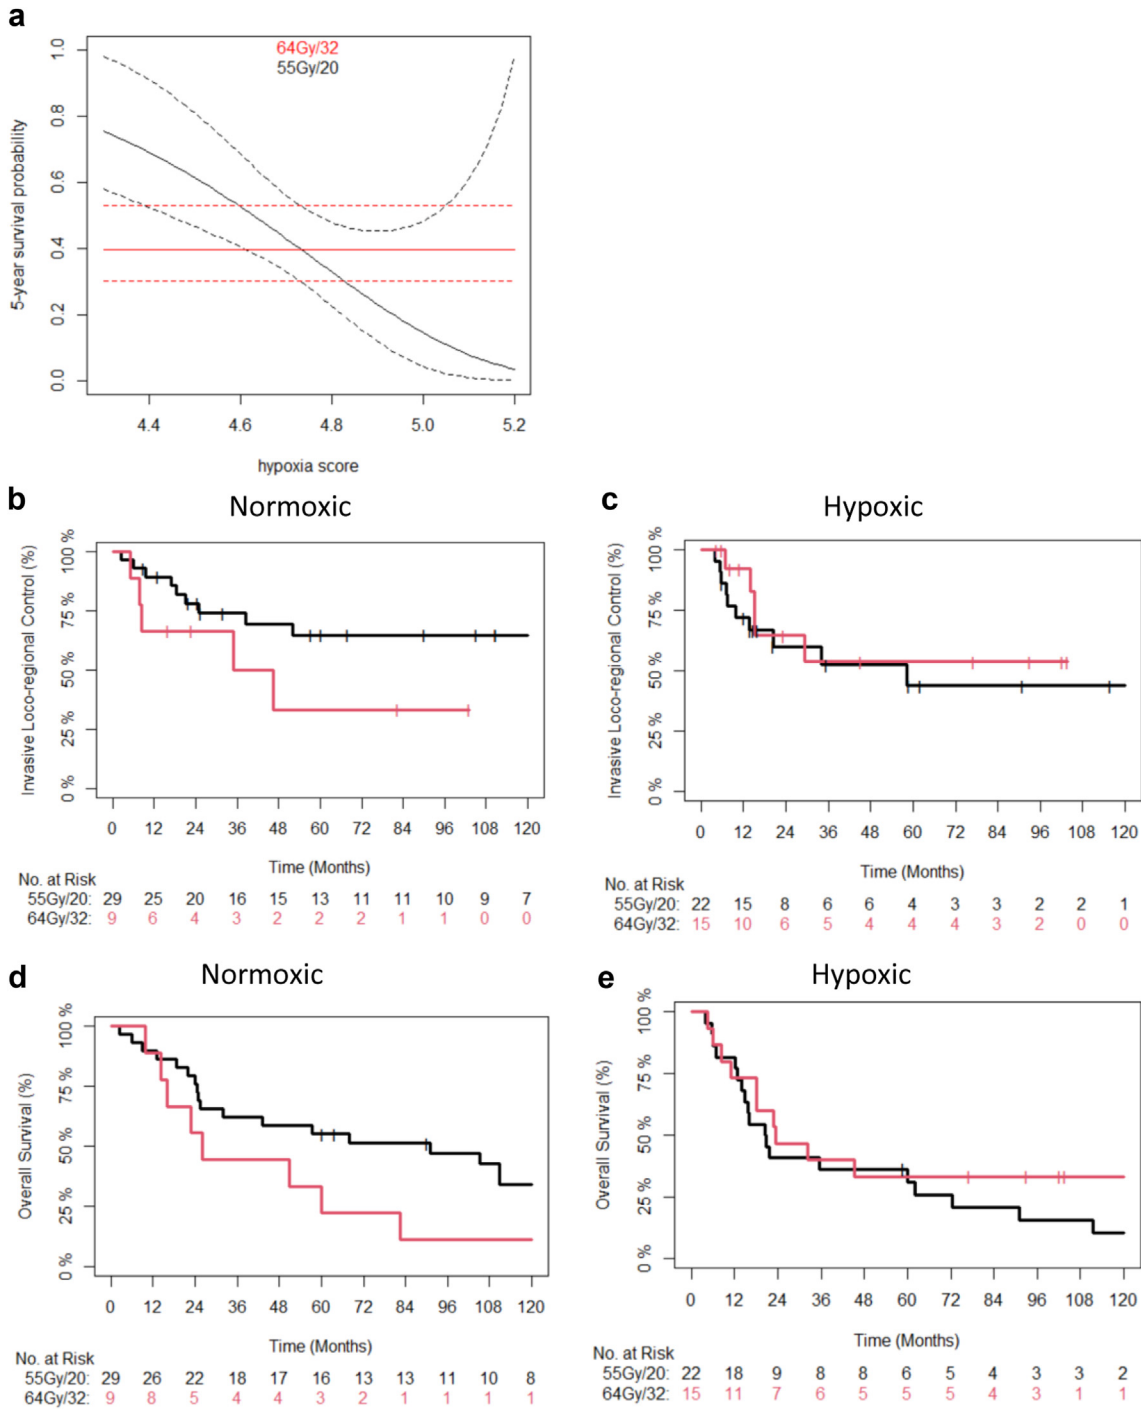 a
64Gy/32
55Gy/20
1.0
0.8
0.6
0.4
0.2
0.0
5-year survival probability
4.4 4.6 4.8 5.0 5.2
hypoxia score
b
Normoxic
100 %
75 %
50 %
25 %
0 %
Invasive Loco-regional Control (%)
0 12 24 36 48 60 72 84 96 108 120
Time (Months)
No. at Risk
55Gy/20: 29 25 20 16 15 13 11 11 10 9 7
64Gy/32: 9 6 4 3 2 2 2 1 1 0 0
c
Hypoxic
100 %
75 %
50 %
25 %
0 %
Invasive Loco-regional Control (%)
0 12 24 36 48 60 72 84 96 108 120
Time (Months)
No. at Risk
55Gy/20: 22 15 8 6 6 4 3 3 2 2 1
64Gy/32: 15 10 6 5 4 4 4 3 2 0 0
d
Normoxic
100 %
75 %
50 %
25 %
0 %
Overall Survival (%)
0 12 24 36 48 60 72 84 96 108 120
Time (Months)
No. at Risk
55Gy/20: 29 26 22 18 17 16 13 13 11 10 8
64Gy/32: 9 8 5 4 4 3 2 1 1 1 1
e
Hypoxic
100 %
75 %
50 %
25 %
0 %
Overall Survival (%)
0 12 24 36 48 60 72 84 96 108 120
Time (Months)
No. at Risk
55Gy/20: 22 18 9 8 8 6 5 4 3 3 2
64Gy/32: 15 11 7 6 5 5 5 4 3 1 1